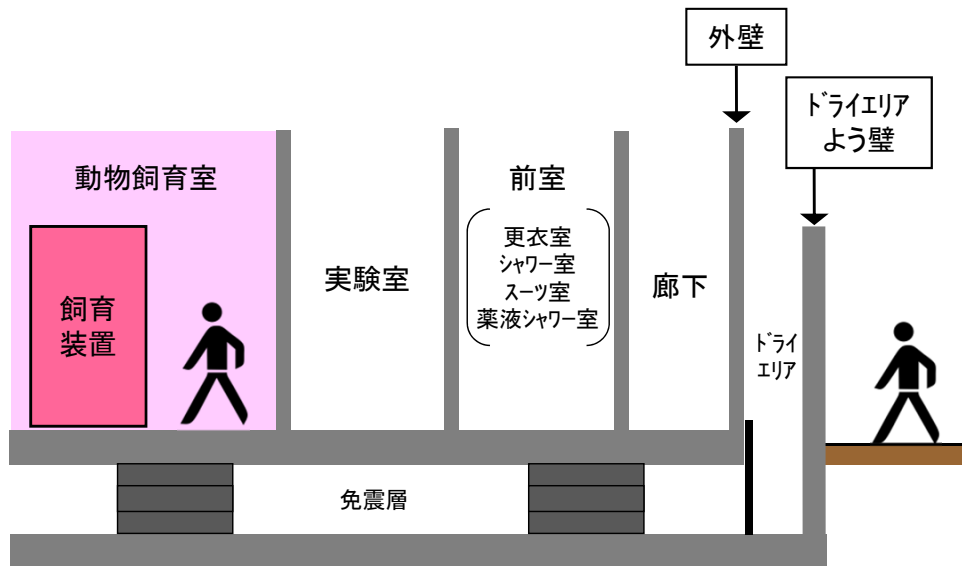 外壁
ﾄﾞﾗｲｴﾘｱ
よう璧
動物飼育室
前室
更衣室
ｼｬﾜｰ室
ｽｰﾂ室
薬液ｼｬﾜｰ室
実験室
廊下
飼育
装置
ﾄﾞﾗｲ
ｴﾘｱ
免震層